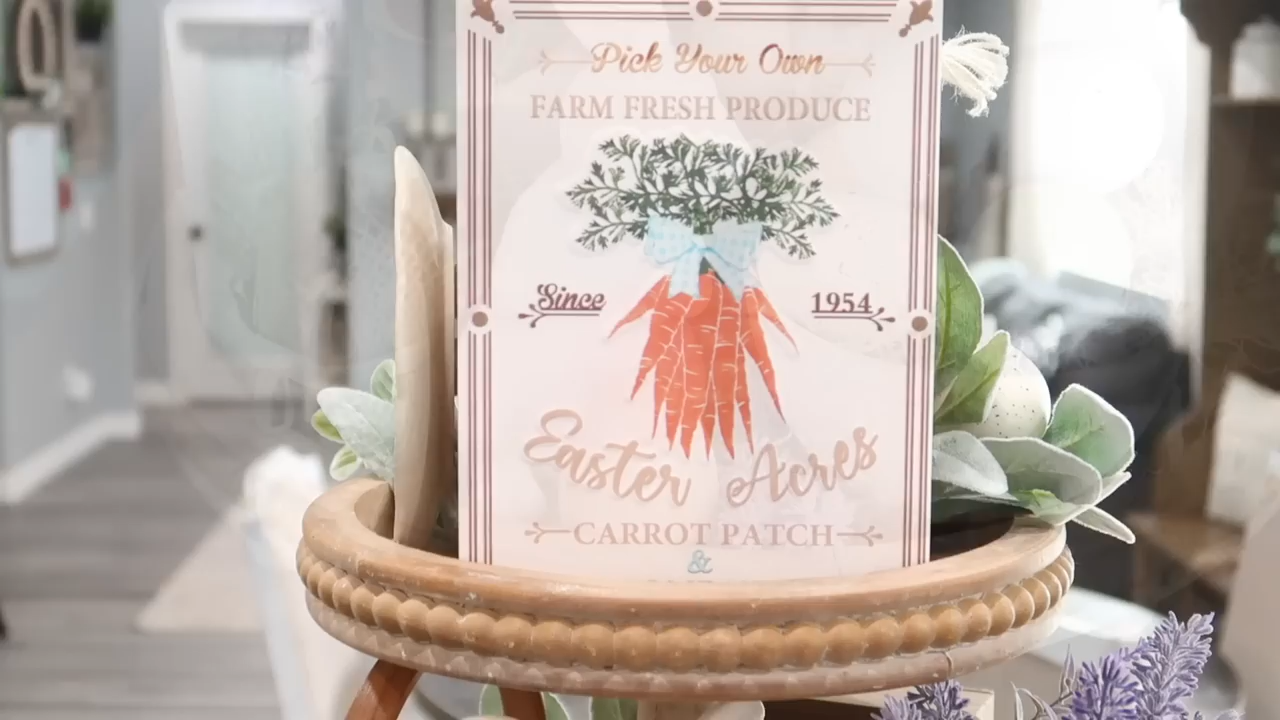 Pick Your Own
FARM FRESH PRODUCE
Since 1954
Easter Acres
CARROT PATCH
&